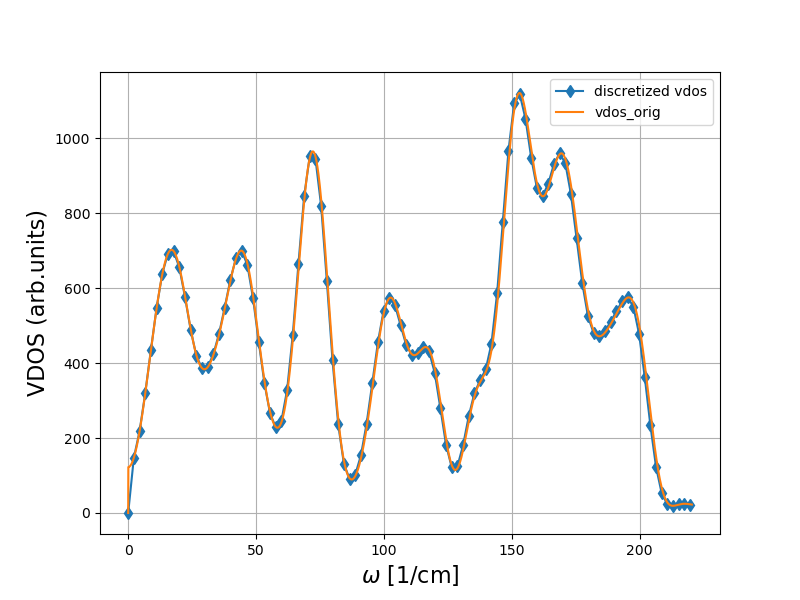 discretized vdos
vdos_orig
VDOS (arb.units)
1000
800
600
400
200
0
0 50 100 150 200
ω [1/cm]